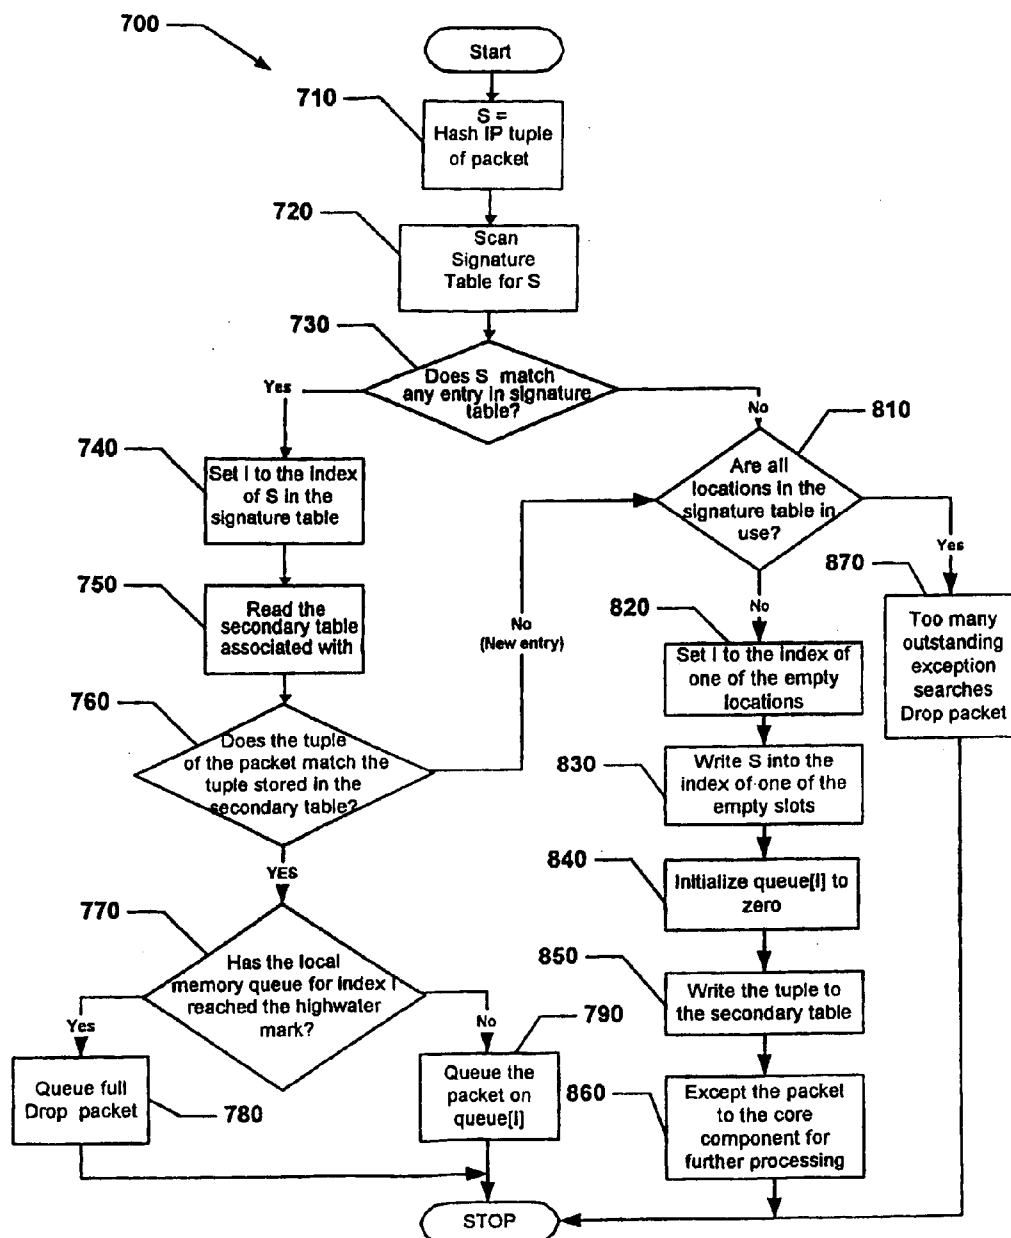 700
Start
710
S =
Hash IP tuple
of packet
720
Scan
Signature
Table for S
730
Does S match
any entry in signature
table?
Yes
No
740
Set I to the Index
of S in the
signature table
810
Are all
locations in the
signature table in
use?
Yes
No
750
Read the
secondary table
associated with
No
(New entry)
820
Set I to the Index of
one of the empty
locations
870
Too many
outstanding
exception
searches
Drop packet
760
Does the tuple
of the packet match the
tuple stored in the
secondary table?
YES
830
Write S into the
index of one of the
empty slots
840
Initialize queue[I] to
zero
770
Has the local
memory queue for Index I
reached the highwater
mark?
Yes
No
850
Write the tuple to
the secondary table
780
Queue full
Drop packet
790
Queue the
packet on
queue[I]
860
Except the packet
to the core
component for
further processing
STOP